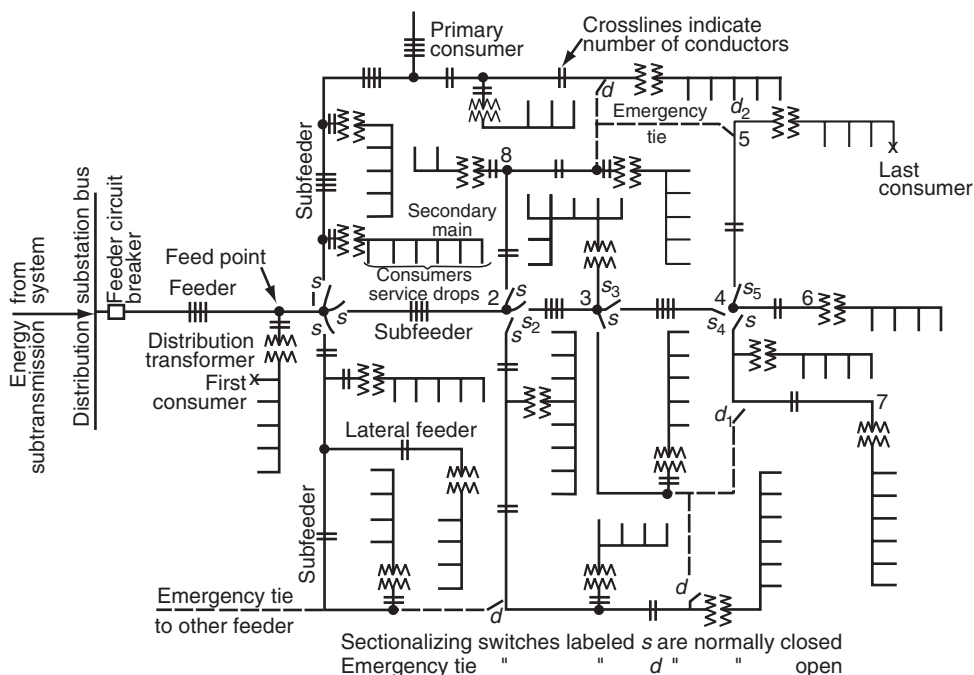 Primary
consumer
Crosslines indicate
number of conductors
d
Emergency
tie
d2
5
x
Last
consumer
Subfeeder
8
Secondary
main
Consumers
service drops
Energy from
subtransmission system
Distribution substation bus
Feeder circuit
breaker
Feed point
Feeder
s
s
s
Subfeeder
2
s
s
s2
3
s3
s
s4
4
s5
s
6
Distribution
transformer
First x
consumer
Lateral feeder
d1
7
Subfeeder
Emergency tie
to other feeder
d
d
Sectionalizing switches labeled s are normally closed
Emergency tie " " d " " open